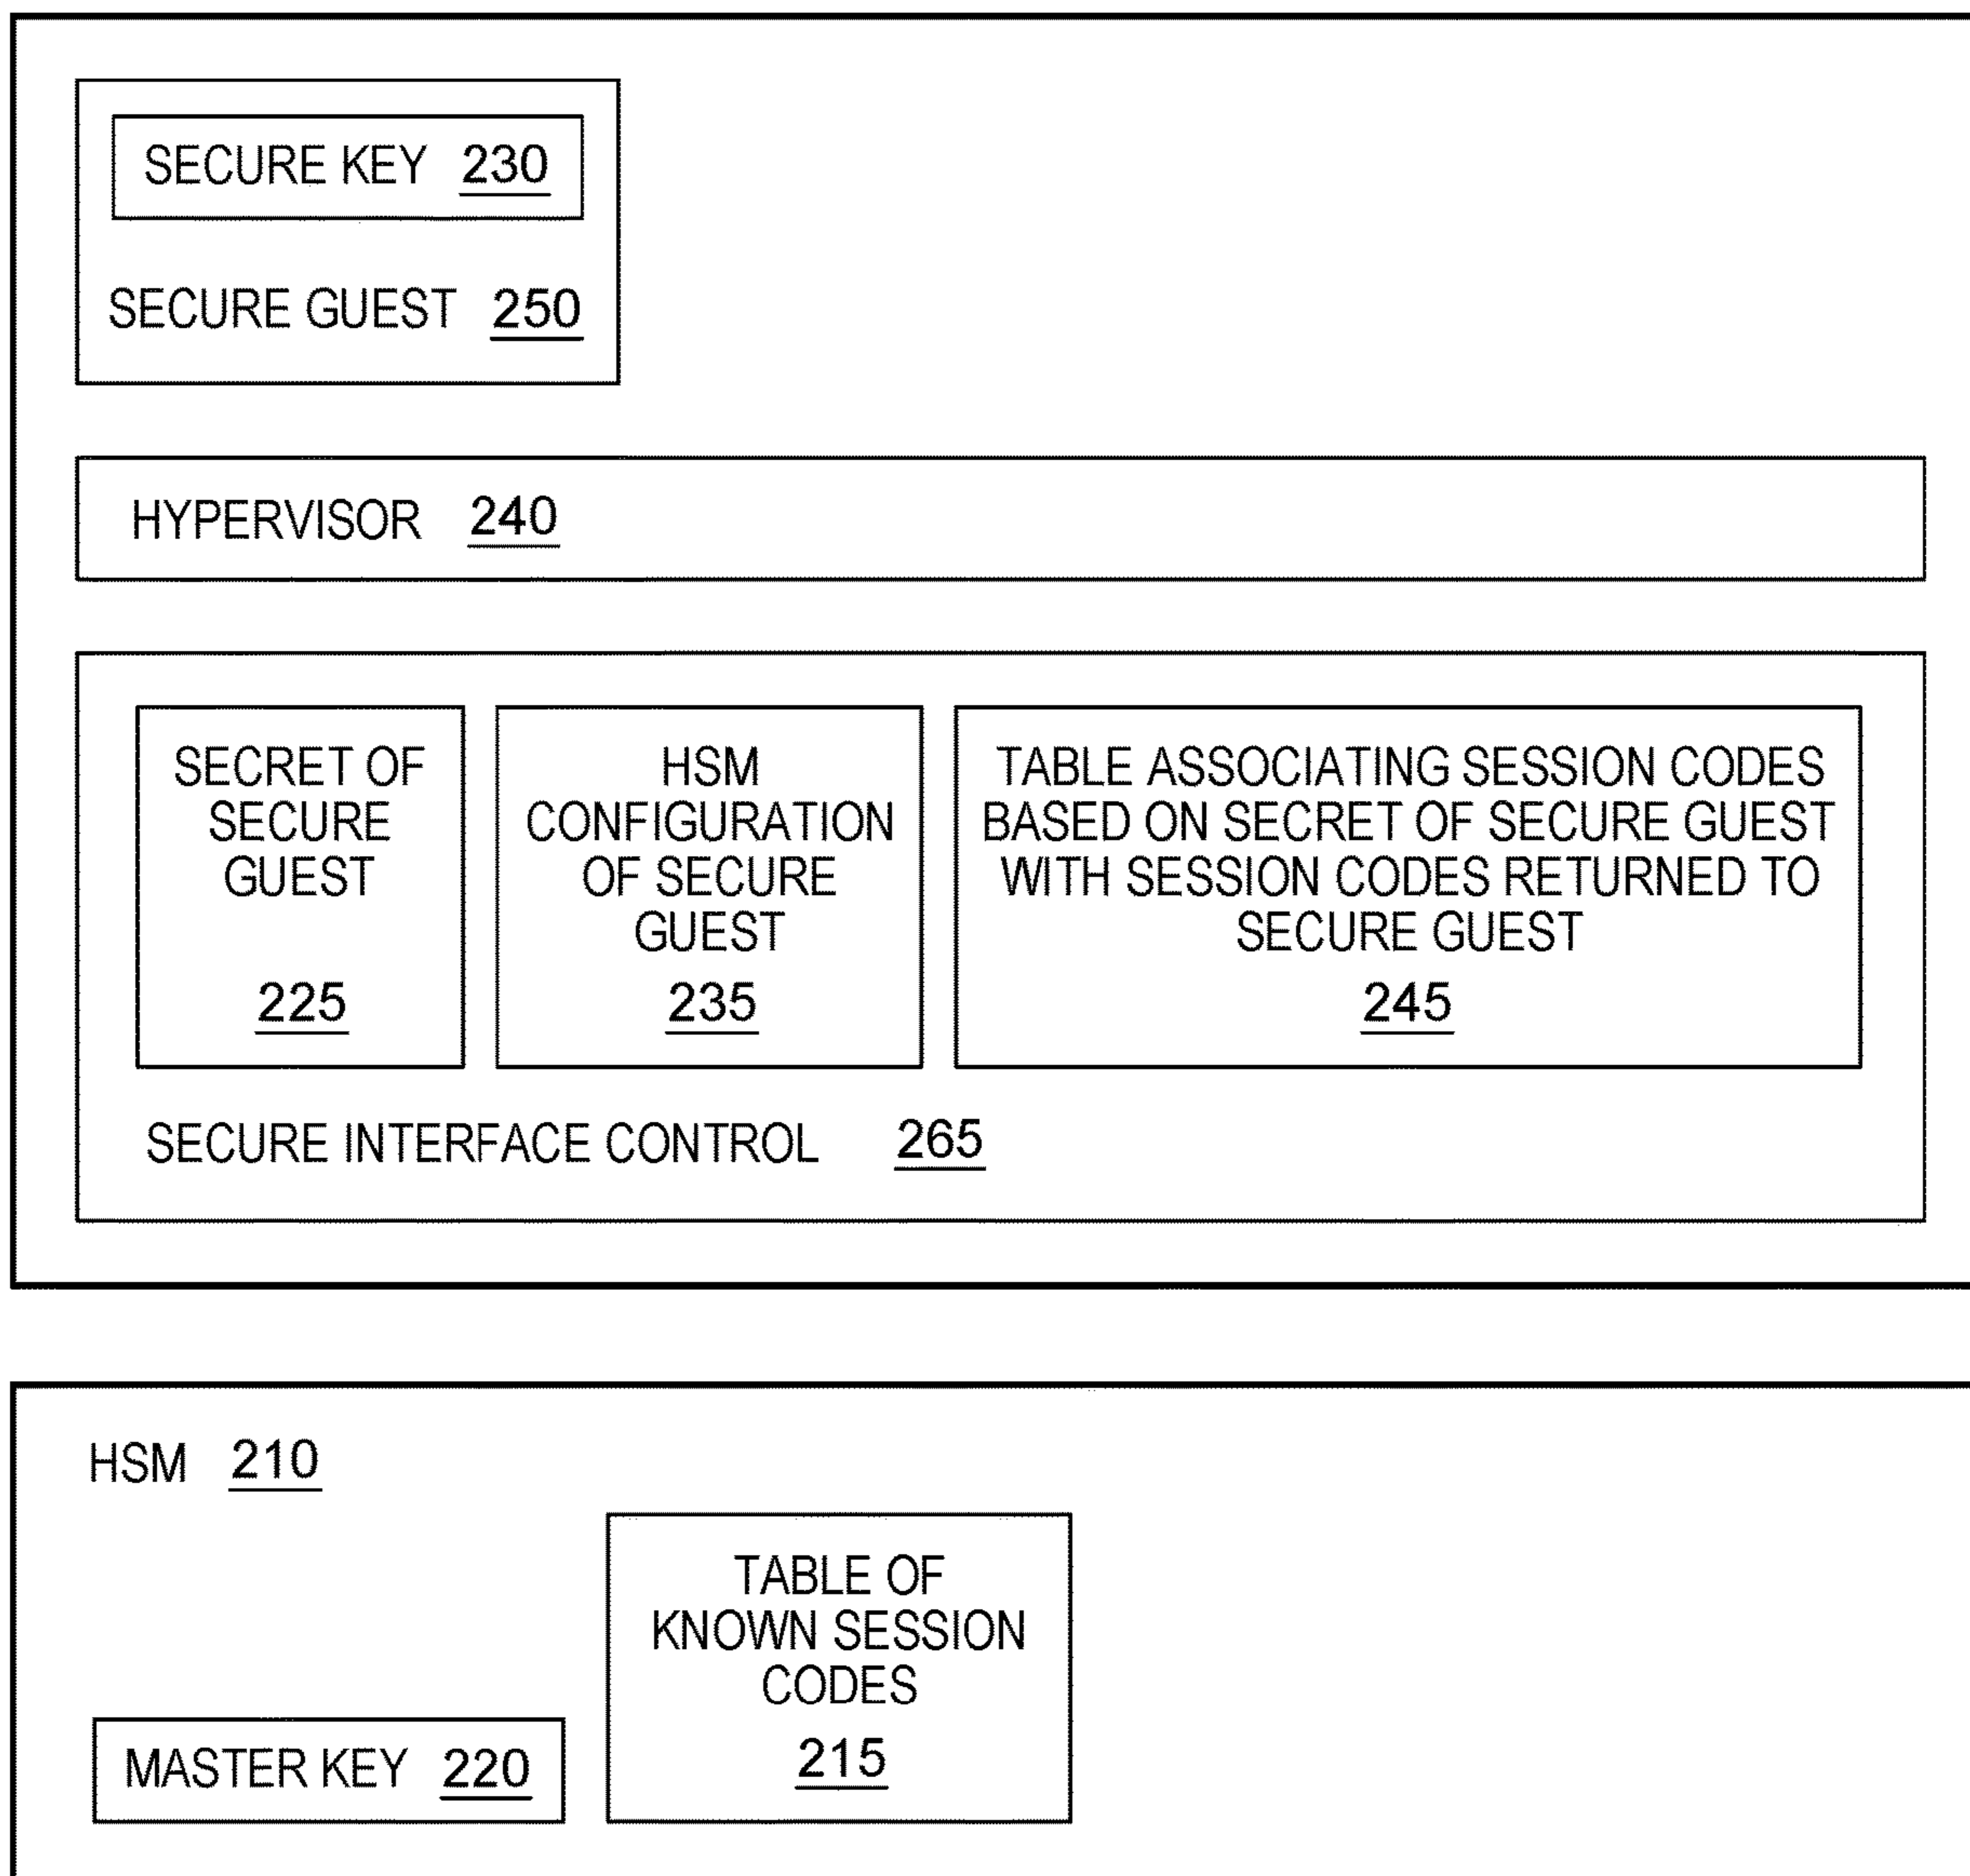 SECURE KEY 230
SECURE GUEST 250
HYPERVISOR 240
SECRET OF
SECURE
GUEST
225
HSM
CONFIGURATION
OF SECURE
GUEST
235
TABLE ASSOCIATING SESSION CODES
BASED ON SECRET OF SECURE GUEST
WITH SESSION CODES RETURNED TO
SECURE GUEST
245
SECURE INTERFACE CONTROL 265
HSM 210
TABLE OF
KNOWN SESSION
CODES
215
MASTER KEY 220